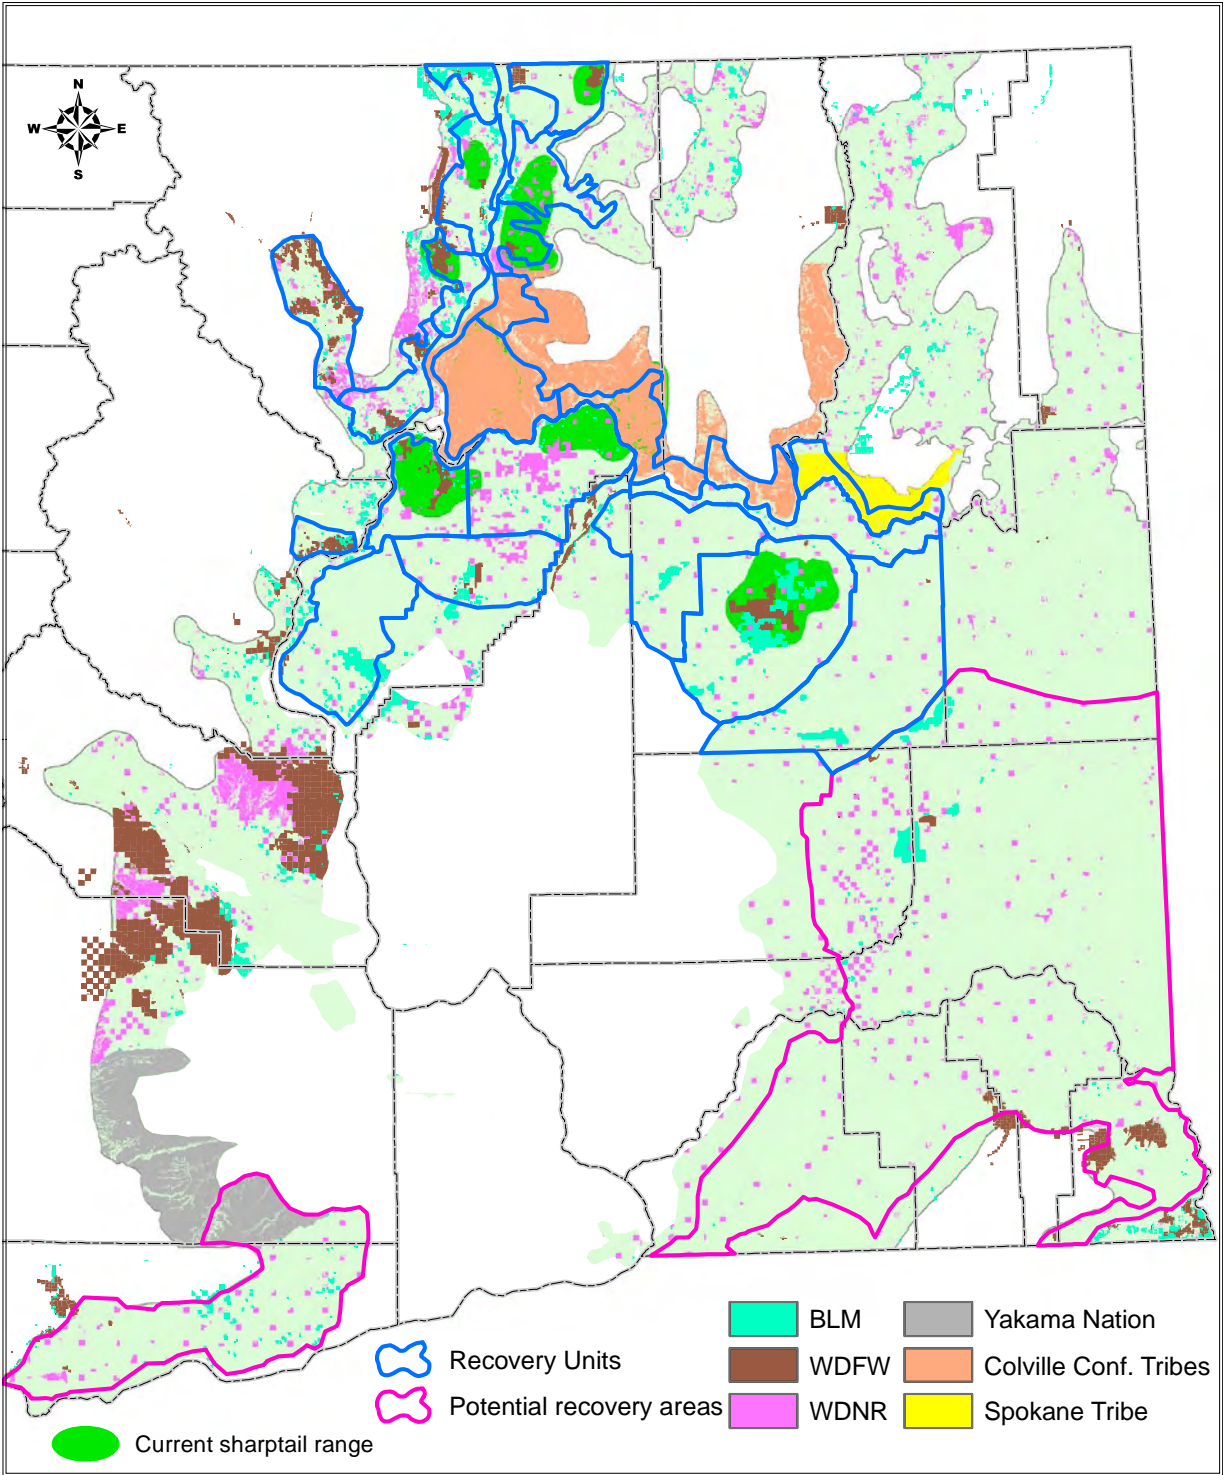 N
W E
S
BLM
Yakama Nation
Recovery Units
WDFW
Colville Conf. Tribes
Potential recovery areas
WDNR
Spokane Tribe
Current sharptail range